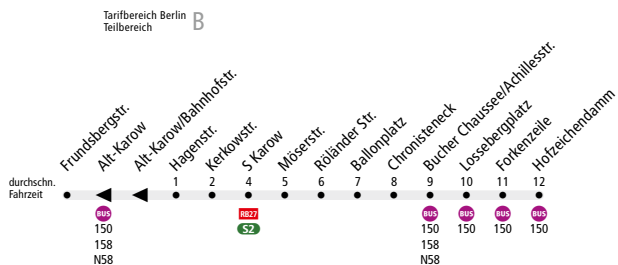 Tarifbereich Berlin
Teilbereich B
Frundsbergstr.
Alt-Karow
Alt-Karow/Bahnhofstr.
Hagenstr.
Kerkowstr.
S Karow
Möserstr.
Röländer Str.
Ballonplatz
Chronisteneck
Bucher Chaussee/Achillesstr.
Lossebergplatz
Forkenzeile
Hofzeichendamm
durchschn.
Fahrzeit
1 2 4 5 6 7 8 9 10 11 12
BUS RB27 BUS BUS BUS BUS
150 S2 150 150 150 150
158 158
N58 N58